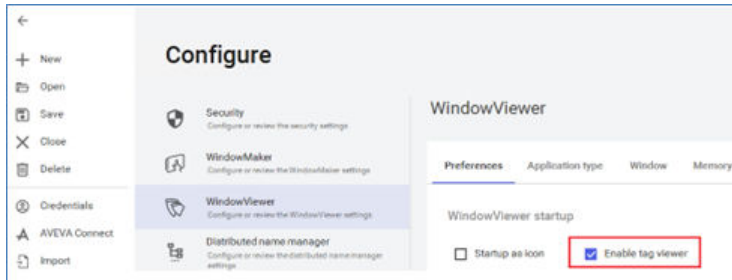 New
Open
Save
Close
Delete
Credentials
AVEVA Connect
Import
Configure
Security
Configure or review the security settings
WindowMaker
Configure or review the WindowMaker settings
WindowViewer
Configure or review the WindowViewer settings
Distributed name manager
Configure or review the distributed name manager
settings
WindowViewer
Preferences Application type Window Memory
WindowViewer startup
Startup as icon Enable tag viewer